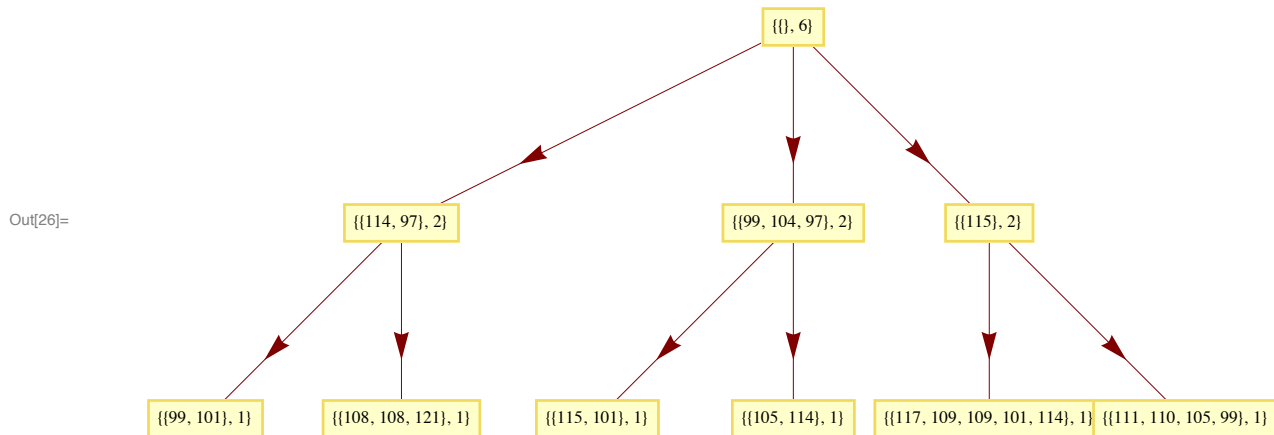 {{}, 6}
Out[26]=
{{114, 97}, 2}
{{99, 104, 97}, 2}
{{115}, 2}
{{99, 101}, 1}
{{108, 108, 121}, 1}
{{115, 101}, 1}
{{105, 114}, 1}
{{117, 109, 109, 101, 114}, 1}
{{111, 110, 105, 99}, 1}